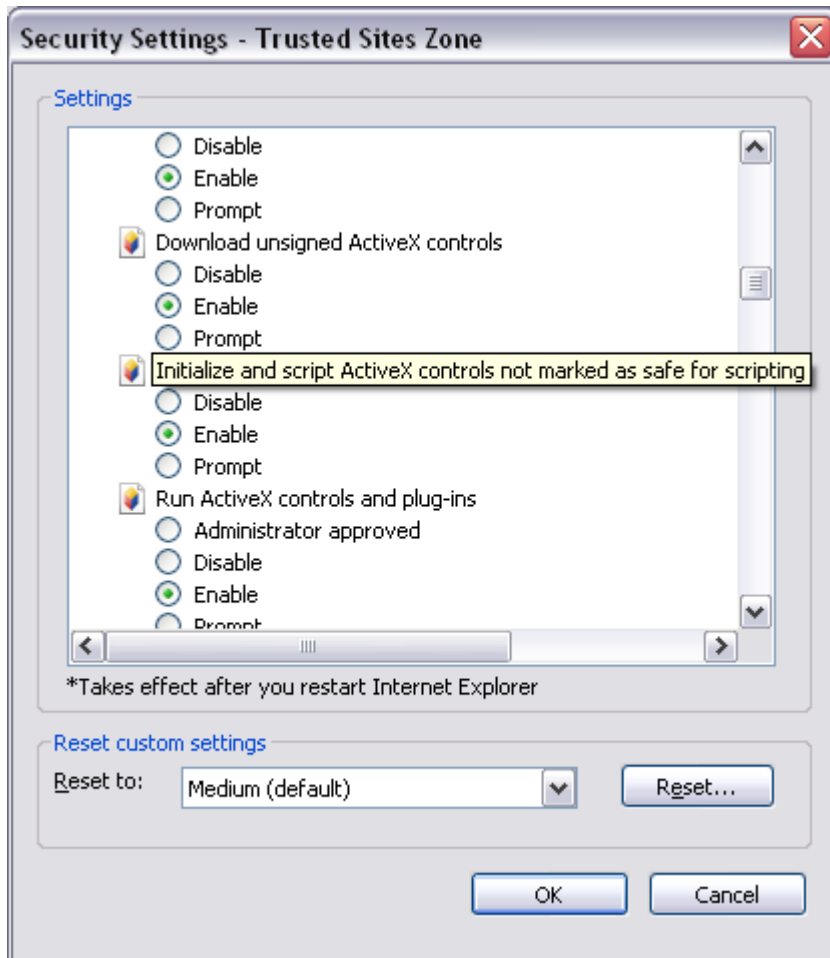 Security Settings - Trusted Sites Zone
Settings
Disable
Enable
Prompt
Download unsigned ActiveX controls
Disable
Enable
Prompt
Initialize and script ActiveX controls not marked as safe for scripting
Disable
Enable
Prompt
Run ActiveX controls and plug-ins
Administrator approved
Disable
Enable
Prompt
*Takes effect after you restart Internet Explorer
Reset custom settings
Reset to: Medium (default) Reset...
OK Cancel